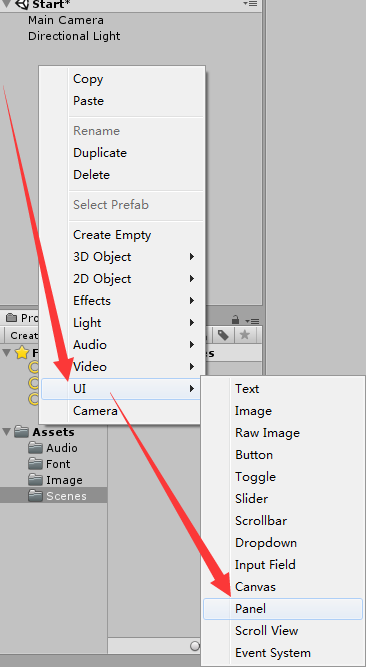 Start*
Main Camera
Directional Light
Copy
Paste
Rename
Duplicate
Delete
Select Prefab
Create Empty
3D Object
2D Object
Effects
Light
Audio
Video
UI
Camera
Text
Image
Raw Image
Button
Toggle
Slider
Scrollbar
Dropdown
Input Field
Canvas
Panel
Scroll View
Event System
Pro
Creat
F
es
Assets
Audio
Font
Image
Scenes